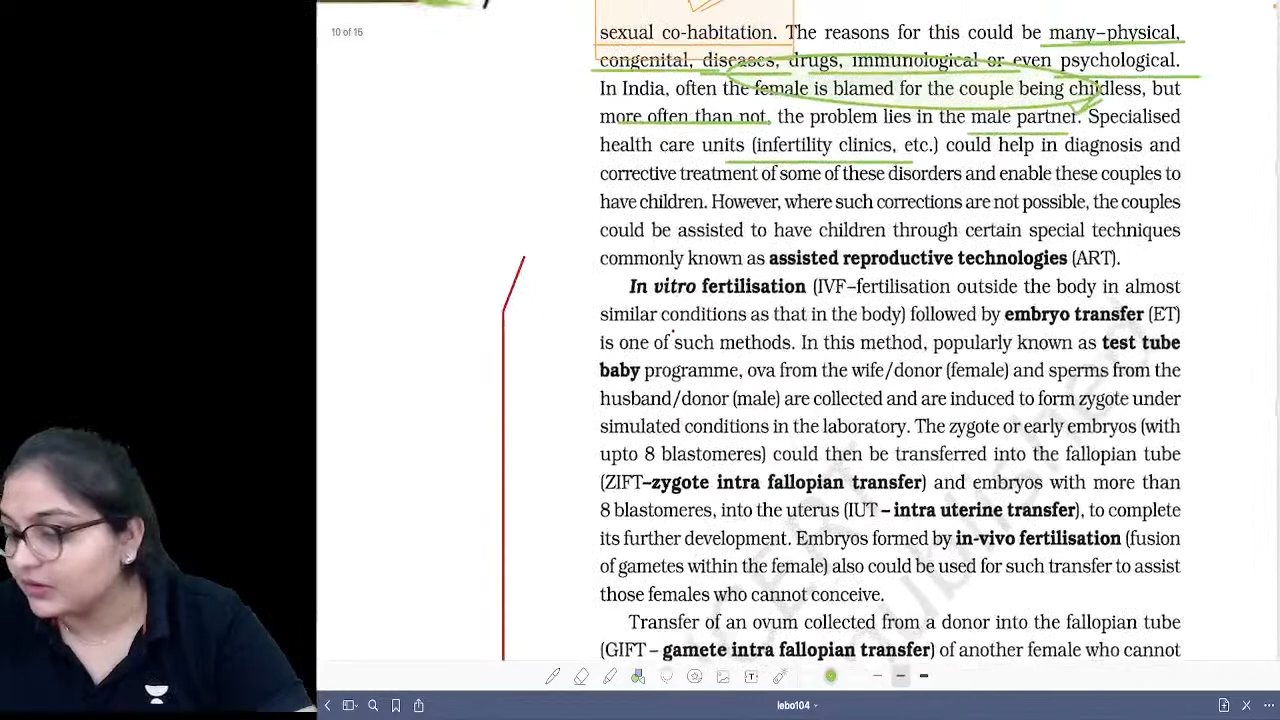 10 of 15
sexual co-habitation. The reasons for this could be many–physical,
congenital, diseases, drugs, immunological or even psychological.
In India, often the female is blamed for the couple being childless, but
more often than not, the problem lies in the male partner. Specialised
health care units (infertility clinics, etc.) could help in diagnosis and
corrective treatment of some of these disorders and enable these couples to
have children. However, where such corrections are not possible, the couples
could be assisted to have children through certain special techniques
commonly known as assisted reproductive technologies (ART).
In vitro fertilisation (IVF–fertilisation outside the body in almost
similar conditions as that in the body) followed by embryo transfer (ET)
is one of such methods. In this method, popularly known as test tube
baby programme, ova from the wife/donor (female) and sperms from the
husband/donor (male) are collected and are induced to form zygote under
simulated conditions in the laboratory. The zygote or early embryos (with
upto 8 blastomeres) could then be transferred into the fallopian tube
(ZIFT–zygote intra fallopian transfer) and embryos with more than
8 blastomeres, into the uterus (IUT – intra uterine transfer), to complete
its further development. Embryos formed by in-vivo fertilisation (fusion
of gametes within the female) also could be used for such transfer to assist
those females who cannot conceive.
Transfer of an ovum collected from a donor into the fallopian tube
(GIFT – gamete intra fallopian transfer) of another female who cannot
lebo104